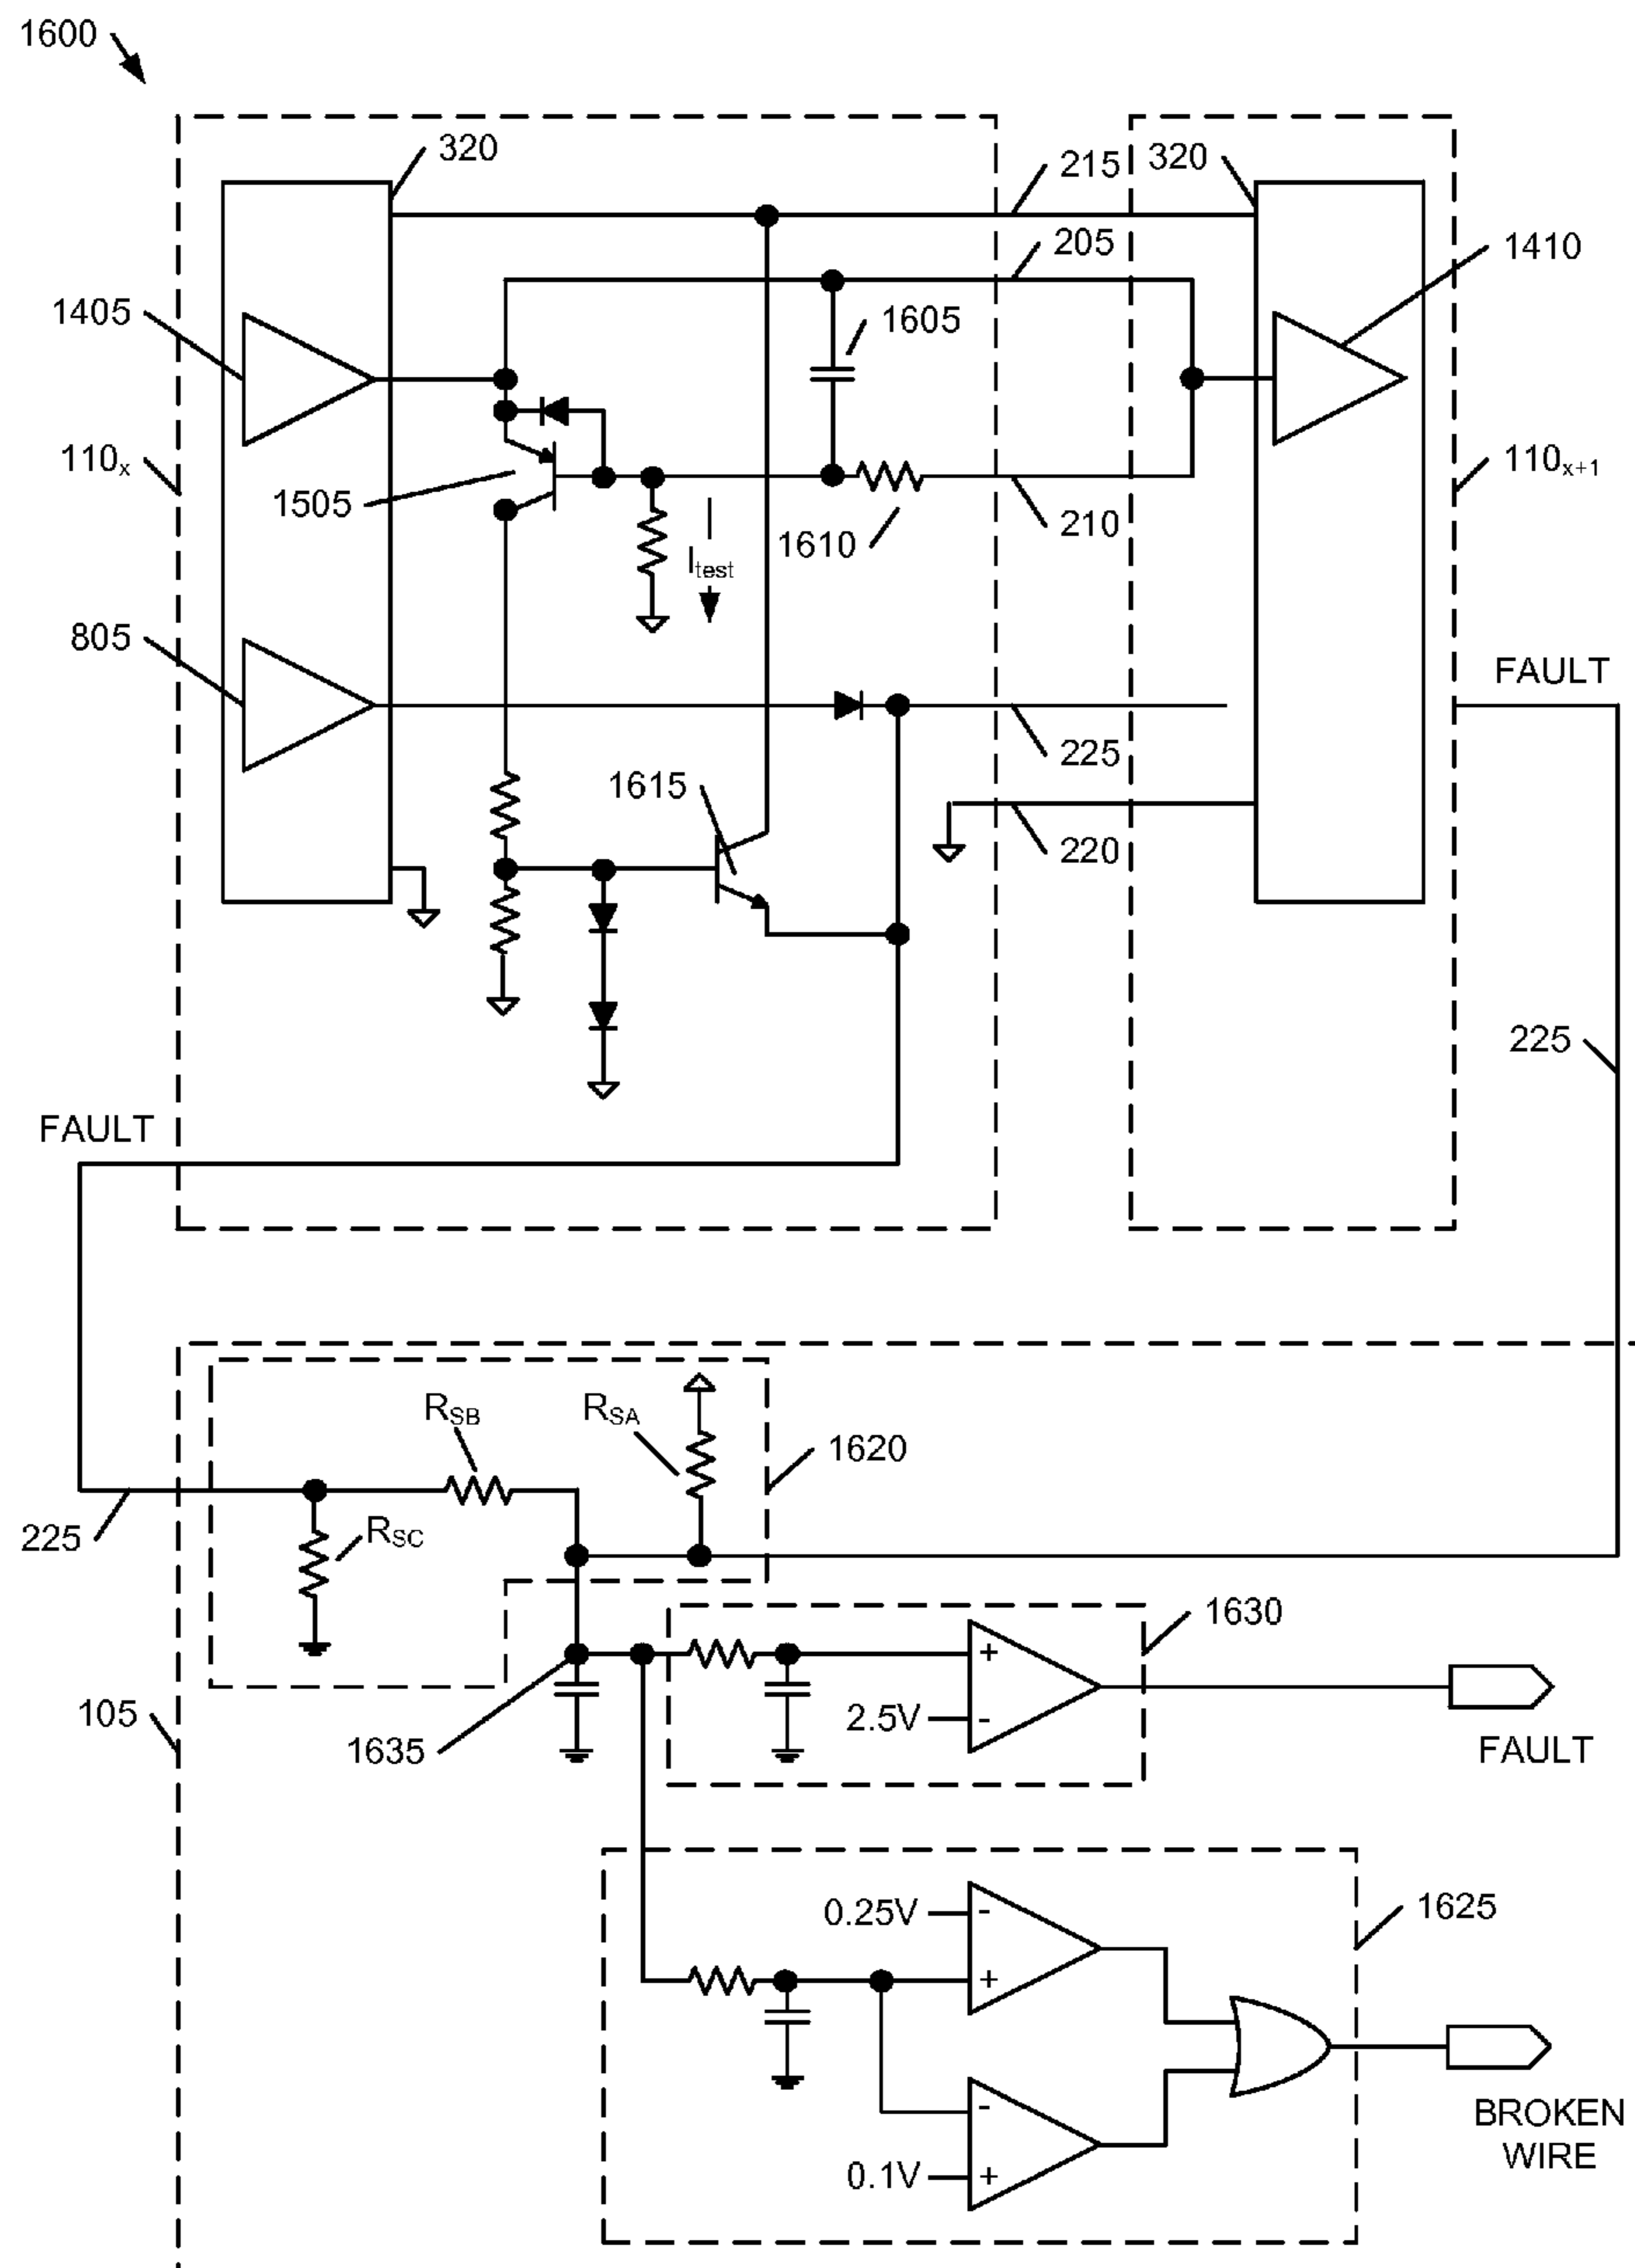 1600
320
215
320
205
1410
1405
1605
110x
110x+1
1505
1610
210
Itest
805
FAULT
225
1615
220
225
FAULT
RSB
RSA
1620
225
RSC
1630
+
2.5V
-
105
1635
FAULT
0.25V
-
1625
+
-
BROKEN
WIRE
0.1V
+